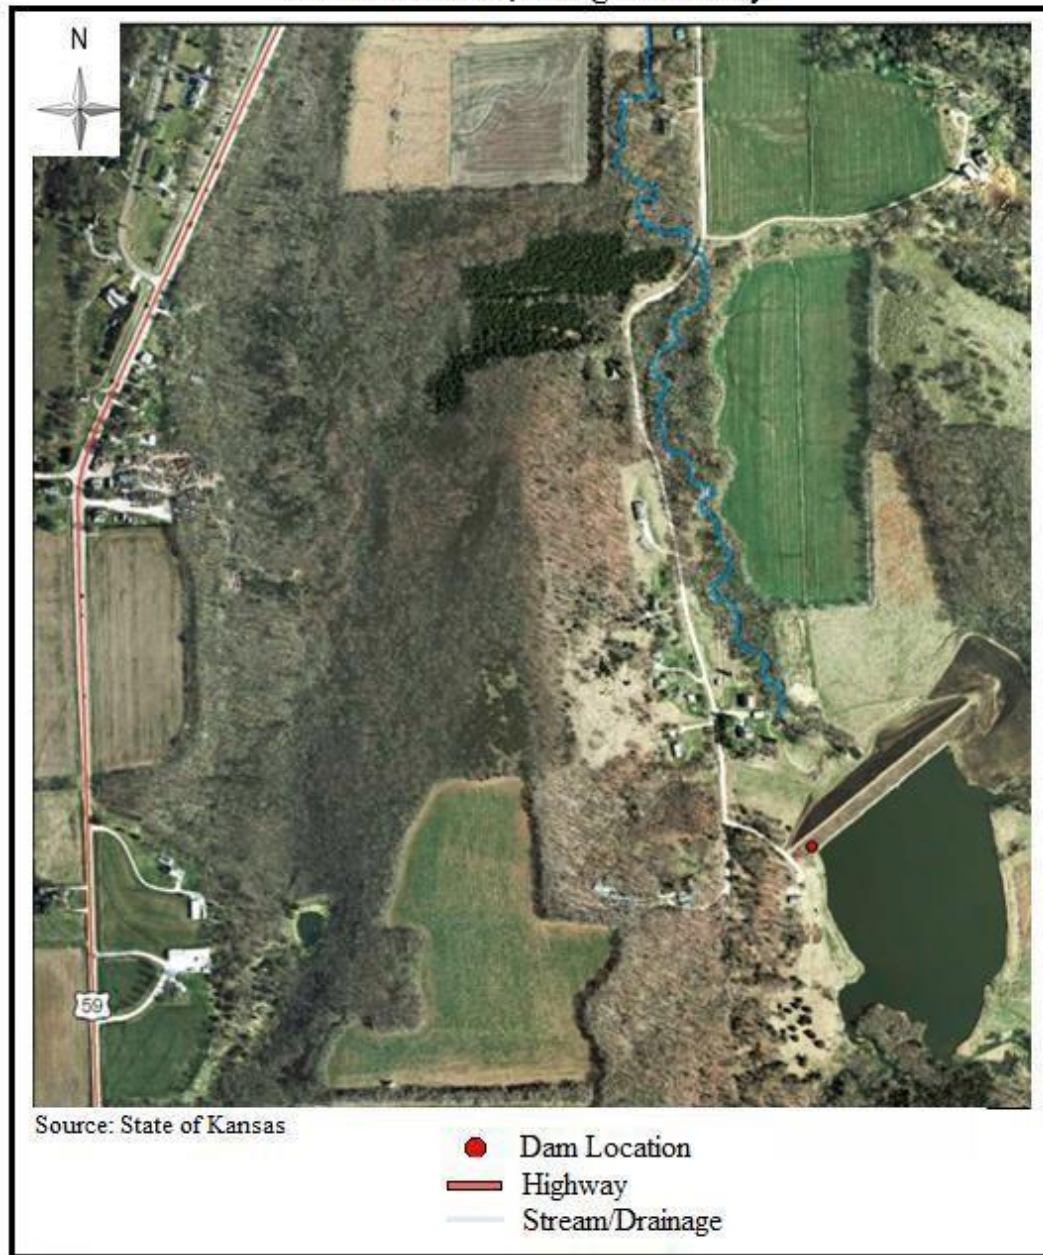 N
59
Source: State of Kansas
Dam Location
Highway
Stream/Drainage